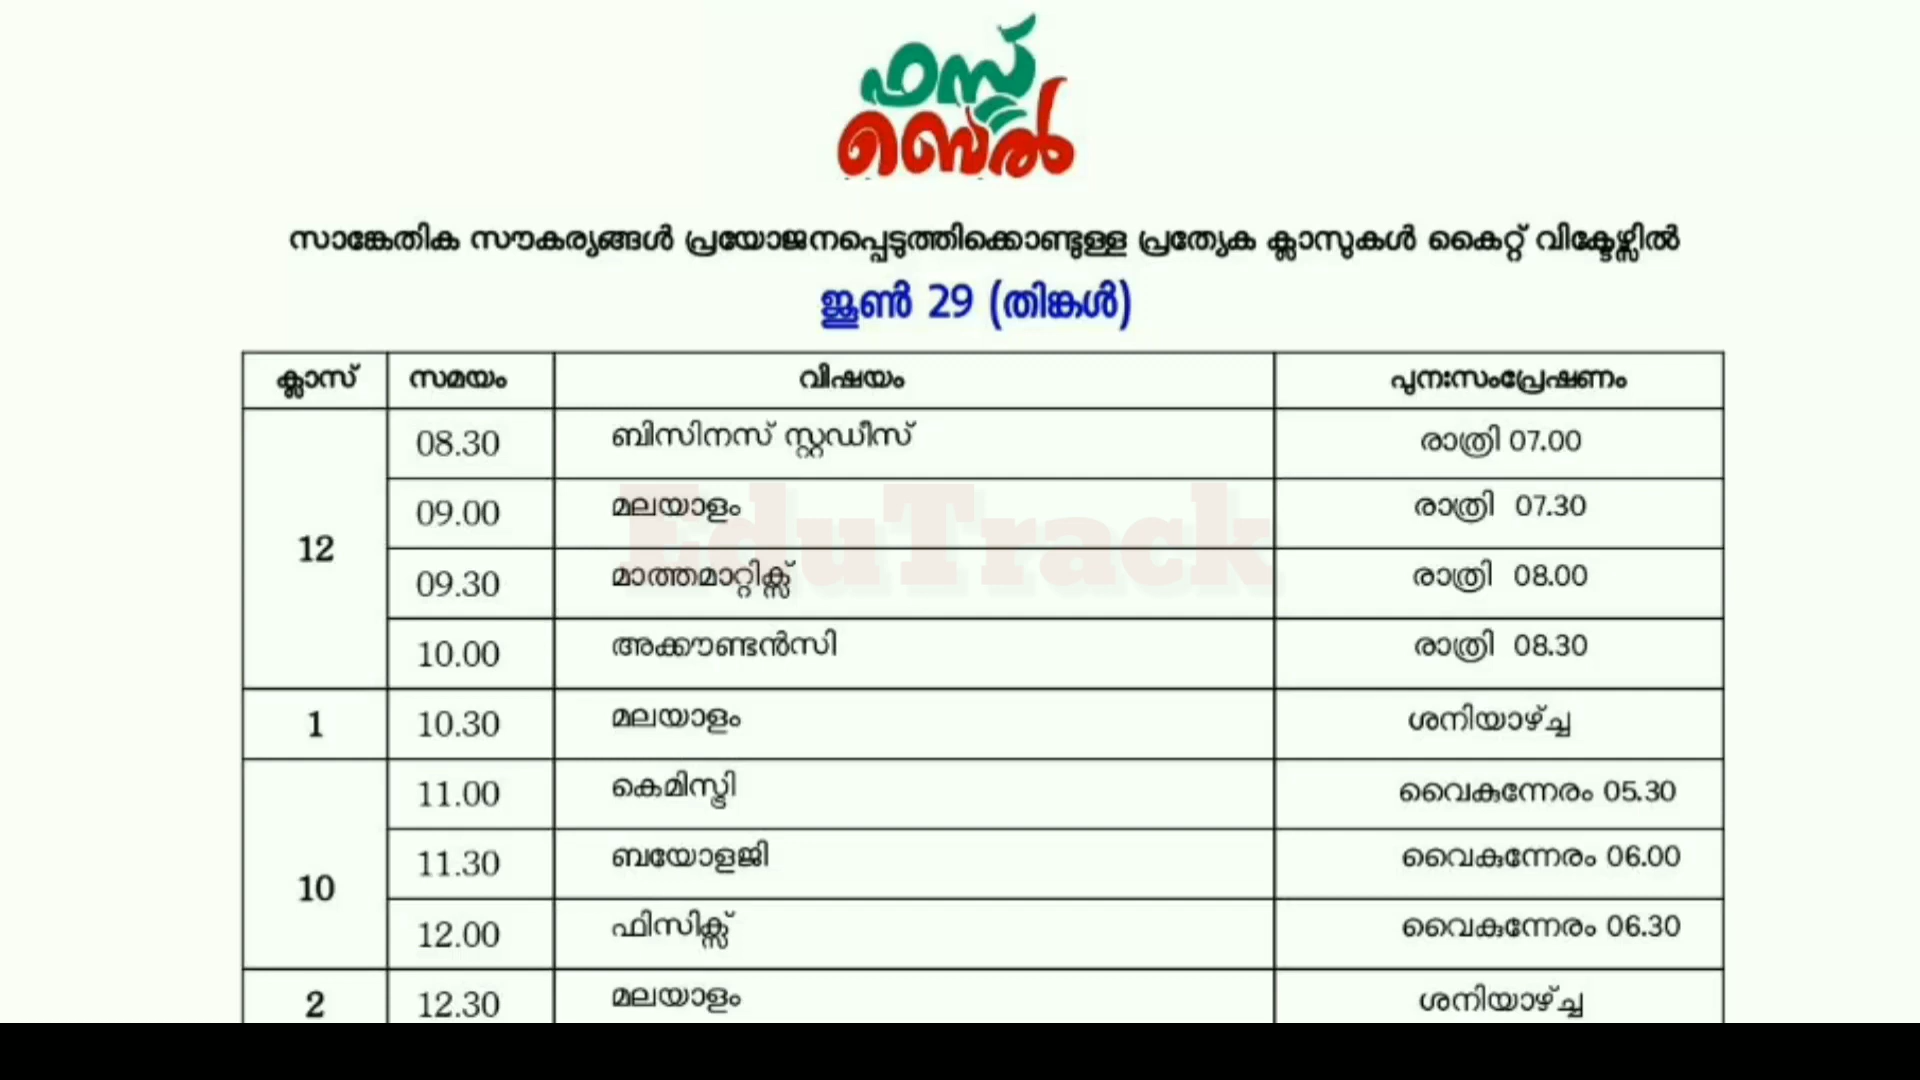 ഫസ്റ്റ്
ബെൽ
സാങ്കേതിക സൗകര്യങ്ങൾ പ്രയോജനപ്പെടുത്തിക്കൊണ്ടുള്ള പ്രത്യേക ക്ലാസുകൾ കൈറ്റ് വിക്ടേഴ്സിൽ
ജൂൺ 29 (തിങ്കൾ)
ക്ലാസ് സമയം വിഷയം പുനഃസംപ്രേഷണം
12 08.30 ബിസിനസ് സ്റ്റഡീസ് രാത്രി 07.00
09.00 മലയാളം രാത്രി 07.30
EduTrack
09.30 മാത്തമാറ്റിക്സ് രാത്രി 08.00
10.00 അക്കൗണ്ടൻസി രാത്രി 08.30
1 10.30 മലയാളം ശനിയാഴ്ച്ച
10 11.00 കെമിസ്ട്രി വൈകുന്നേരം 05.30
11.30 ബയോളജി വൈകുന്നേരം 06.00
12.00 ഫിസിക്സ് വൈകുന്നേരം 06.30
2 12.30 മലയാളം ശനിയാഴ്ച്ച